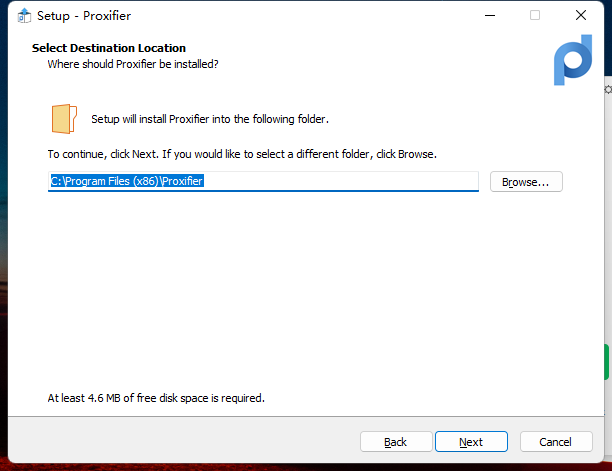 Setup - Proxifier
Select Destination Location
Where should Proxifier be installed?
Setup will install Proxifier into the following folder.
To continue, click Next. If you would like to select a different folder, click Browse.
C:\Program Files (x86)\Proxifier
Browse...
At least 4.6 MB of free disk space is required.
Back
Next
Cancel